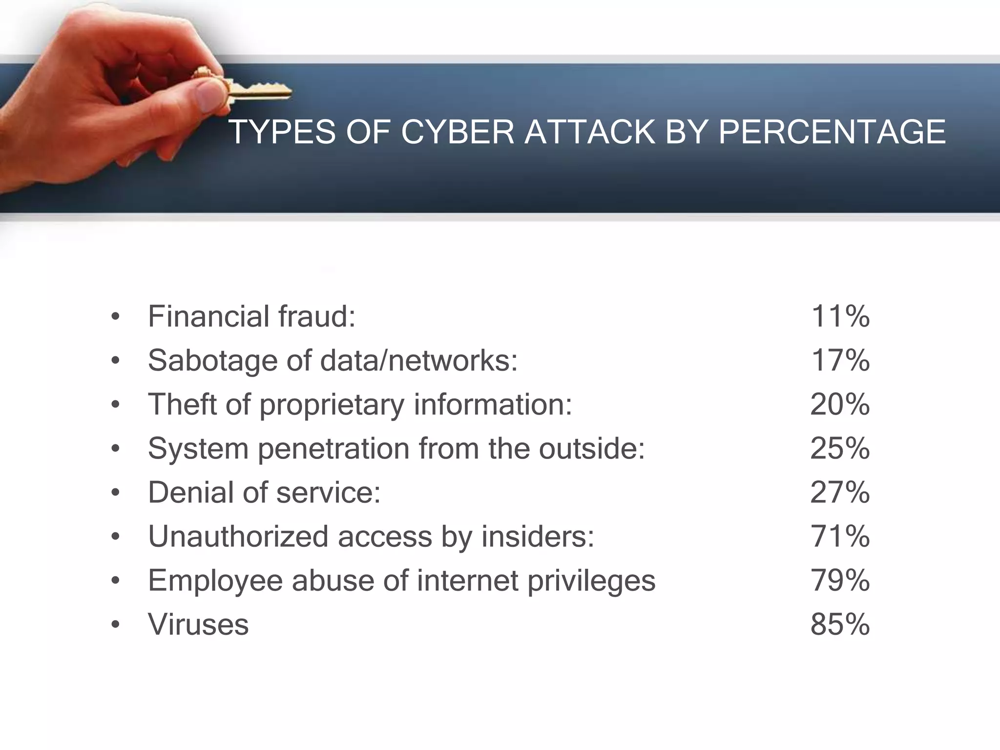 TYPES OF CYBER ATTACK BY PERCENTAGE
• Financial fraud: 11%
• Sabotage of data/networks: 17%
• Theft of proprietary information: 20%
• System penetration from the outside: 25%
• Denial of service: 27%
• Unauthorized access by insiders: 71%
• Employee abuse of internet privileges 79%
• Viruses 85%